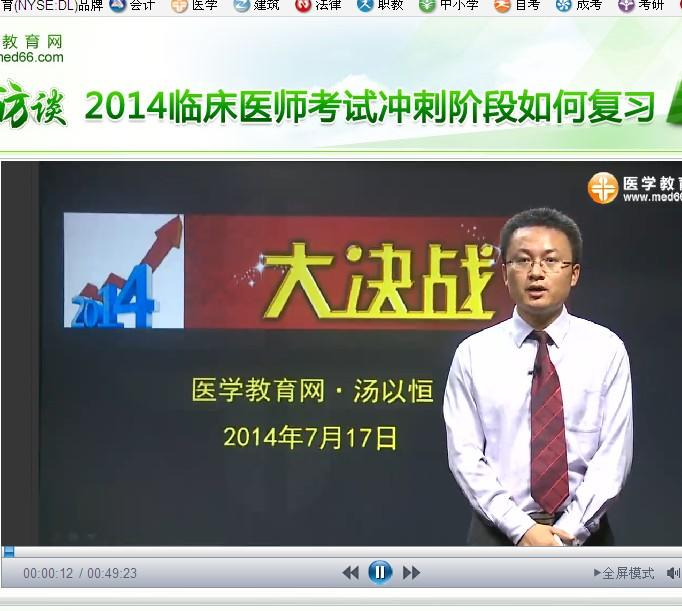 育(NYSE:DL)品牌 会计 医学 建筑 法律 职教 中小学 自考 成考 考研
教育网
med66.com
访谈 2014临床医师考试冲刺阶段如何复习
医学教育
www.med66
2014
大决战
医学教育网·汤以恒
2014年7月17日
00:00:12 / 00:49:23
全屏模式